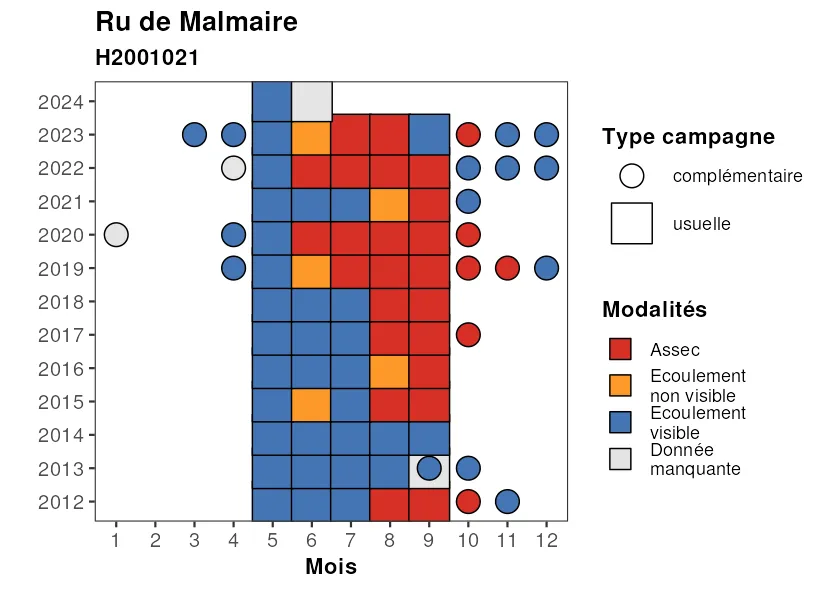 Ru de Malmaire
H2001021
2024
2023
2022
2021
2020
2019
2018
2017
2016
2015
2014
2013
2012
1 2 3 4 5 6 7 8 9 10 11 12
Mois
Type campagne
complémentaire
usuelle
Modalités
Assec
Ecoulement
non visible
Ecoulement
visible
Donnée
manquante